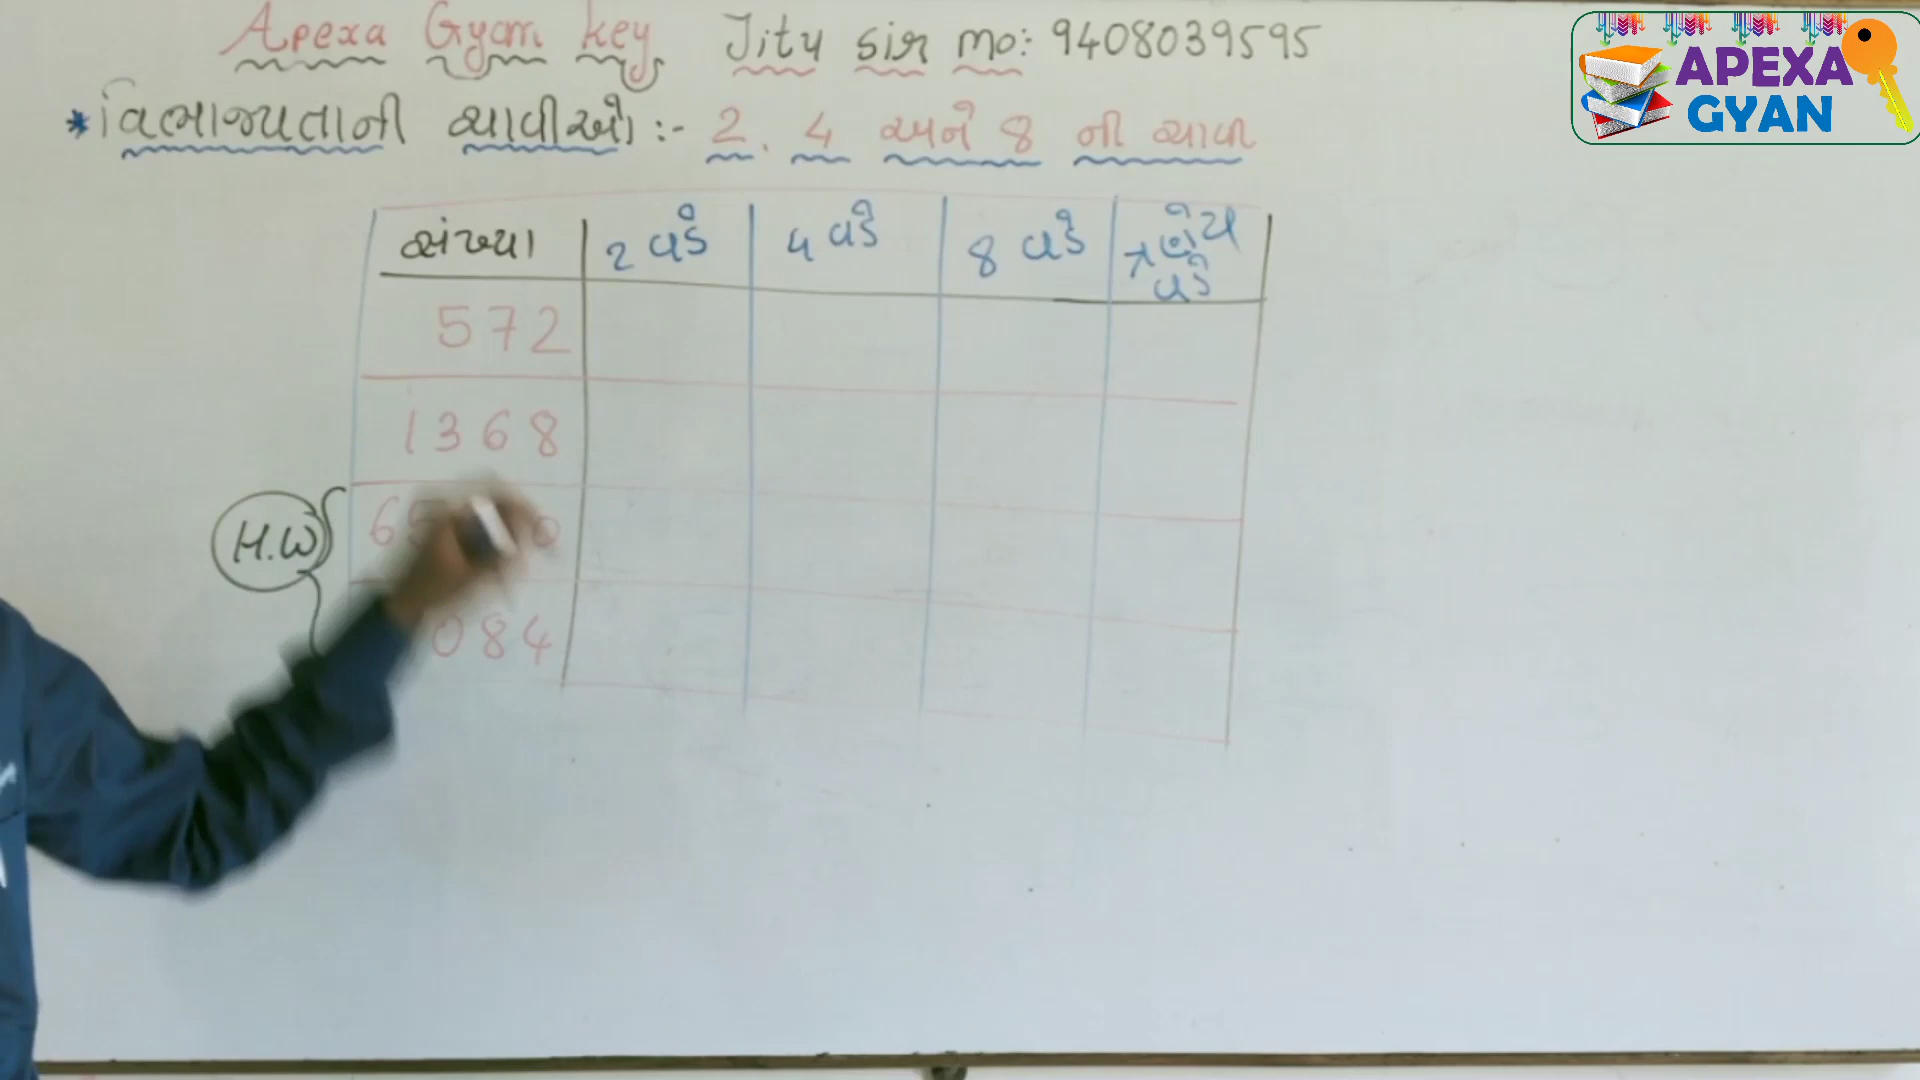 Apexa Gyan key Jity sir mo: 9408039595
* વિભાજ્યતાની ચાવીઓ :- 2, 4 અને 8 ની ચાવી
APEXA
GYAN
સંખ્યા 2 વડે 4 વડે 8 વડે ત્રણેય વડે
572
1368
H.W
084